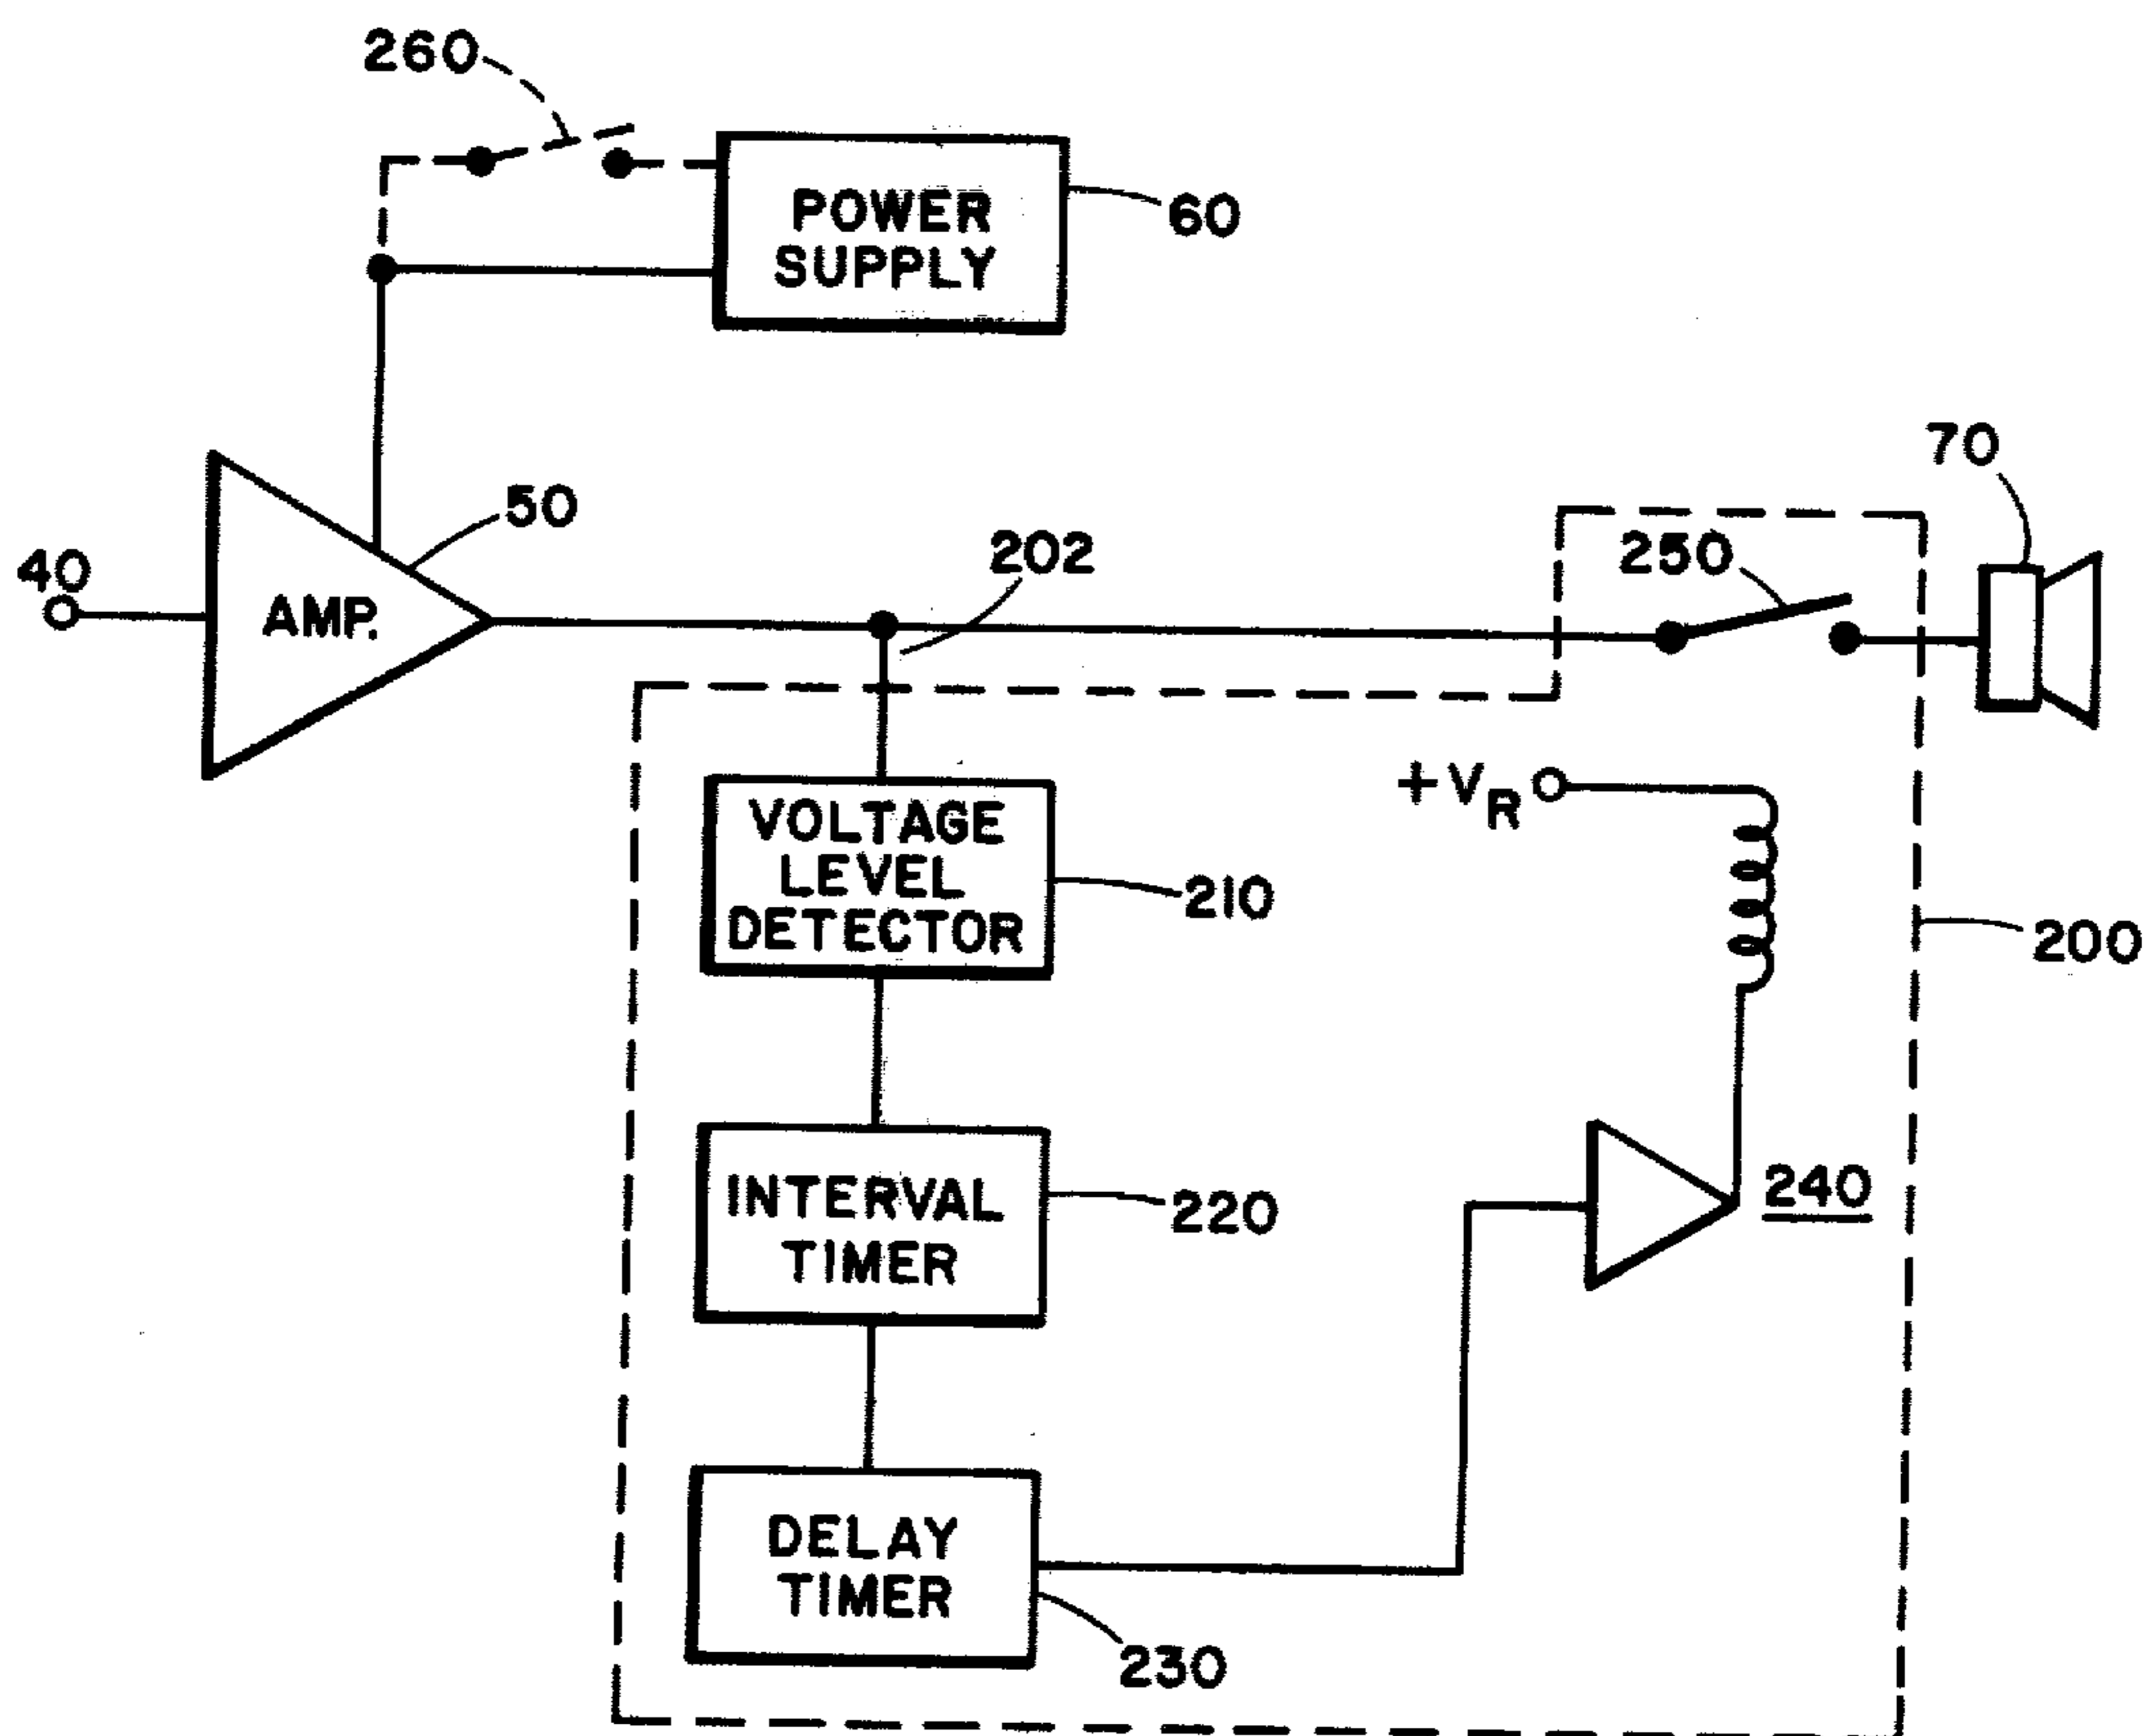 260
POWER
SUPPLY
60
70
50
202
250
40
AMP.
+VR
VOLTAGE
LEVEL
DETECTOR
210
200
INTERVAL
TIMER
220
240
DELAY
TIMER
230